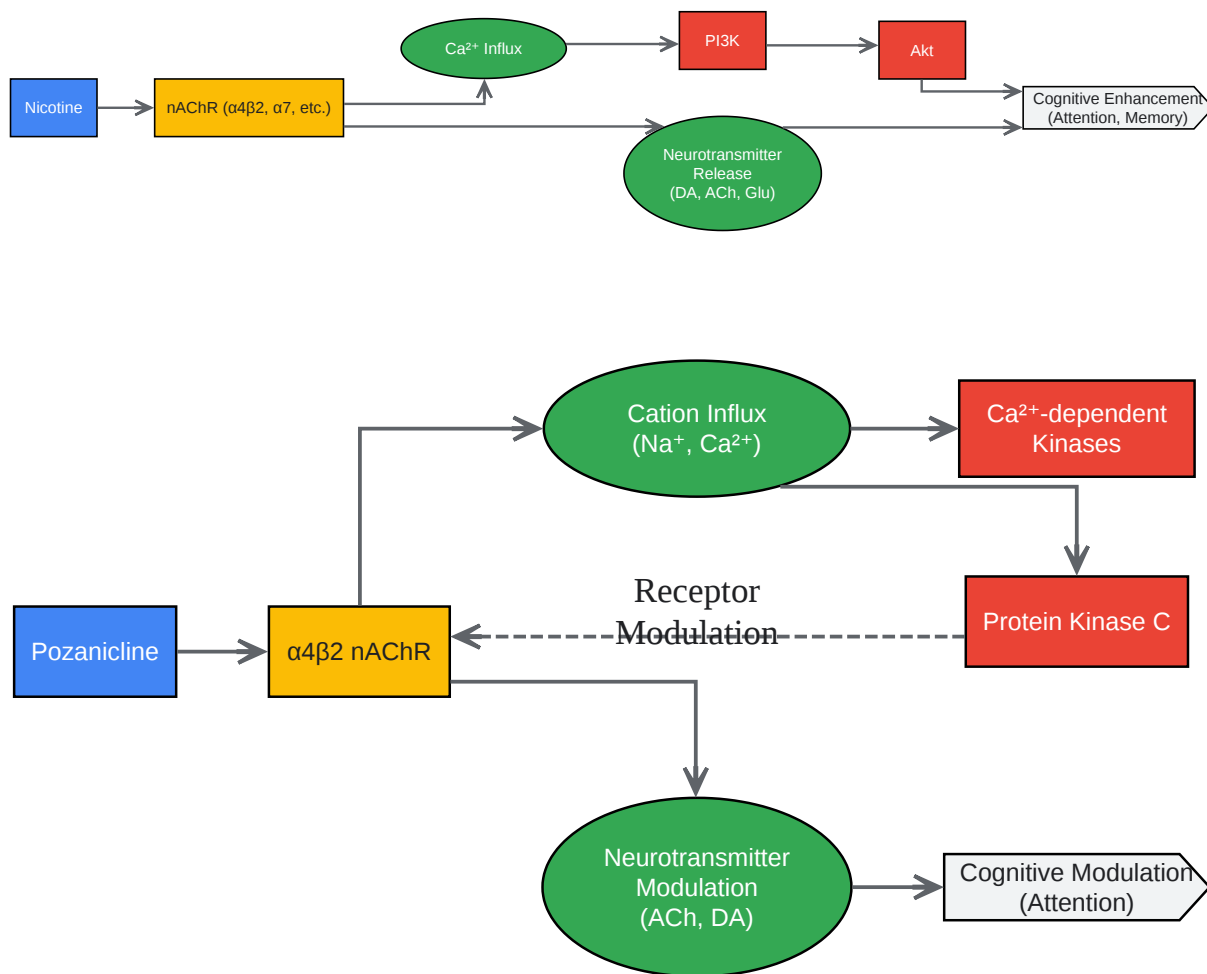 Ca²⁺ Influx
PI3K
Akt
Nicotine
nAChR (α4β2, α7, etc.)
Cognitive Enhancement
(Attention, Memory)
Neurotransmitter
Release
(DA, ACh, Glu)
Cation Influx
(Na⁺, Ca²⁺)
Ca²⁺-dependent
Kinases
Receptor
Modulation
Protein Kinase C
Pozanicline
α4β2 nAChR
Neurotransmitter
Modulation
(ACh, DA)
Cognitive Modulation
(Attention)